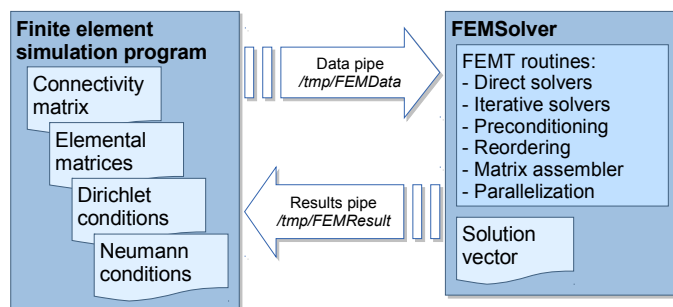 Finite element
simulation program
Connectivity
matrix
Elemental
matrices
Dirichlet
conditions
Neumann
conditions
Data pipe
/tmp/FEMData
Results pipe
/tmp/FEMResult
FEMSolver
FEMT routines:
- Direct solvers
- Iterative solvers
- Preconditioning
- Reordering
- Matrix assembler
- Parallelization
Solution
vector